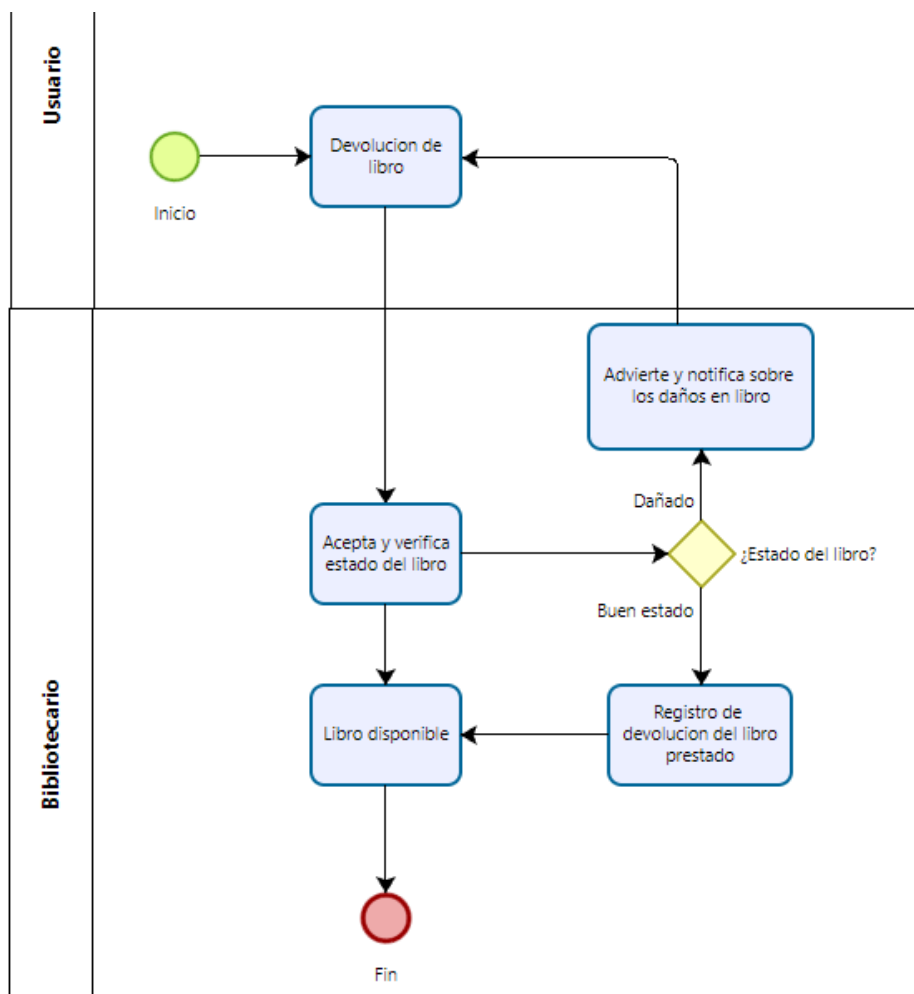 Usuario
Devolucion de
libro
Inicio
Bibliotecario
Advierte y notifica sobre
los daños en libro
Dañado
Acepta y verifica
estado del libro
¿Estado del libro?
Buen estado
Libro disponible
Registro de
devolucion del libro
prestado
Fin